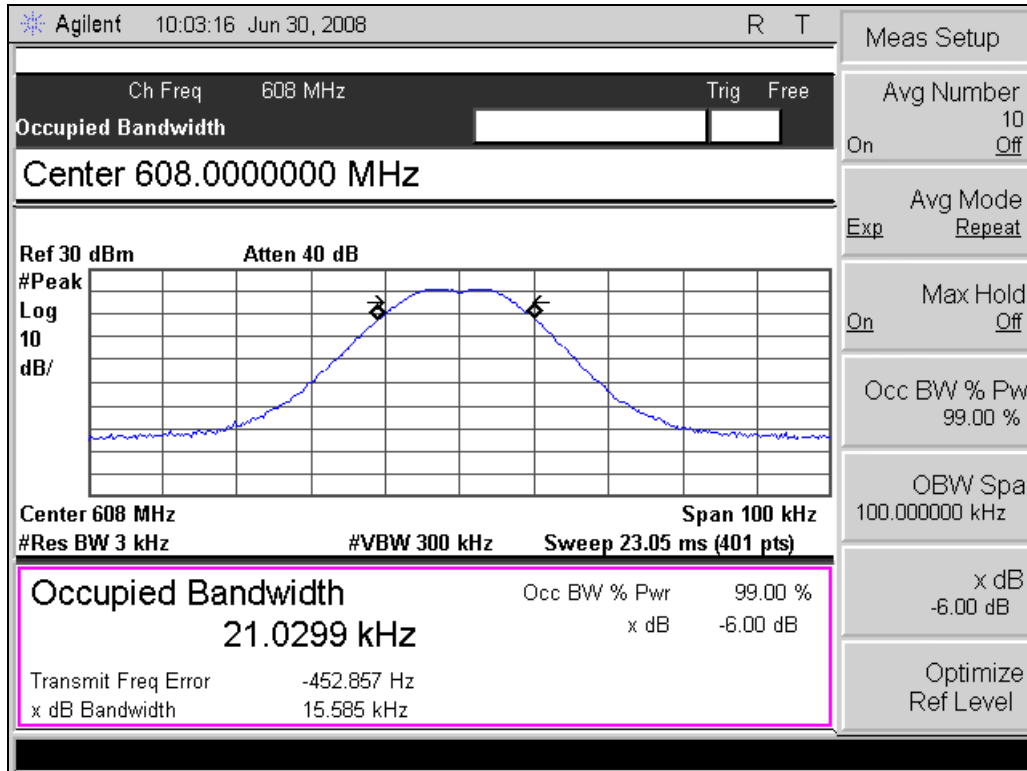 Agilent 10:03:16 Jun 30, 2008 R T
Ch Freq 608 MHz Trig Free
Occupied Bandwidth
Center 608.0000000 MHz
Ref 30 dBm Atten 40 dB
#Peak
Log
10
dB/
Center 608 MHz Span 100 kHz
#Res BW 3 kHz #VBW 300 kHz Sweep 23.05 ms (401 pts)
Occupied Bandwidth Occ BW % Pwr 99.00 %
21.0299 kHz x dB -6.00 dB
Transmit Freq Error -452.857 Hz
x dB Bandwidth 15.585 kHz
Meas Setup
Avg Number
10
On Off
Avg Mode
Exp Repeat
Max Hold
On Off
Occ BW % Pw
99.00 %
OBW Spa
100.000000 kHz
x dB
-6.00 dB
Optimize
Ref Level